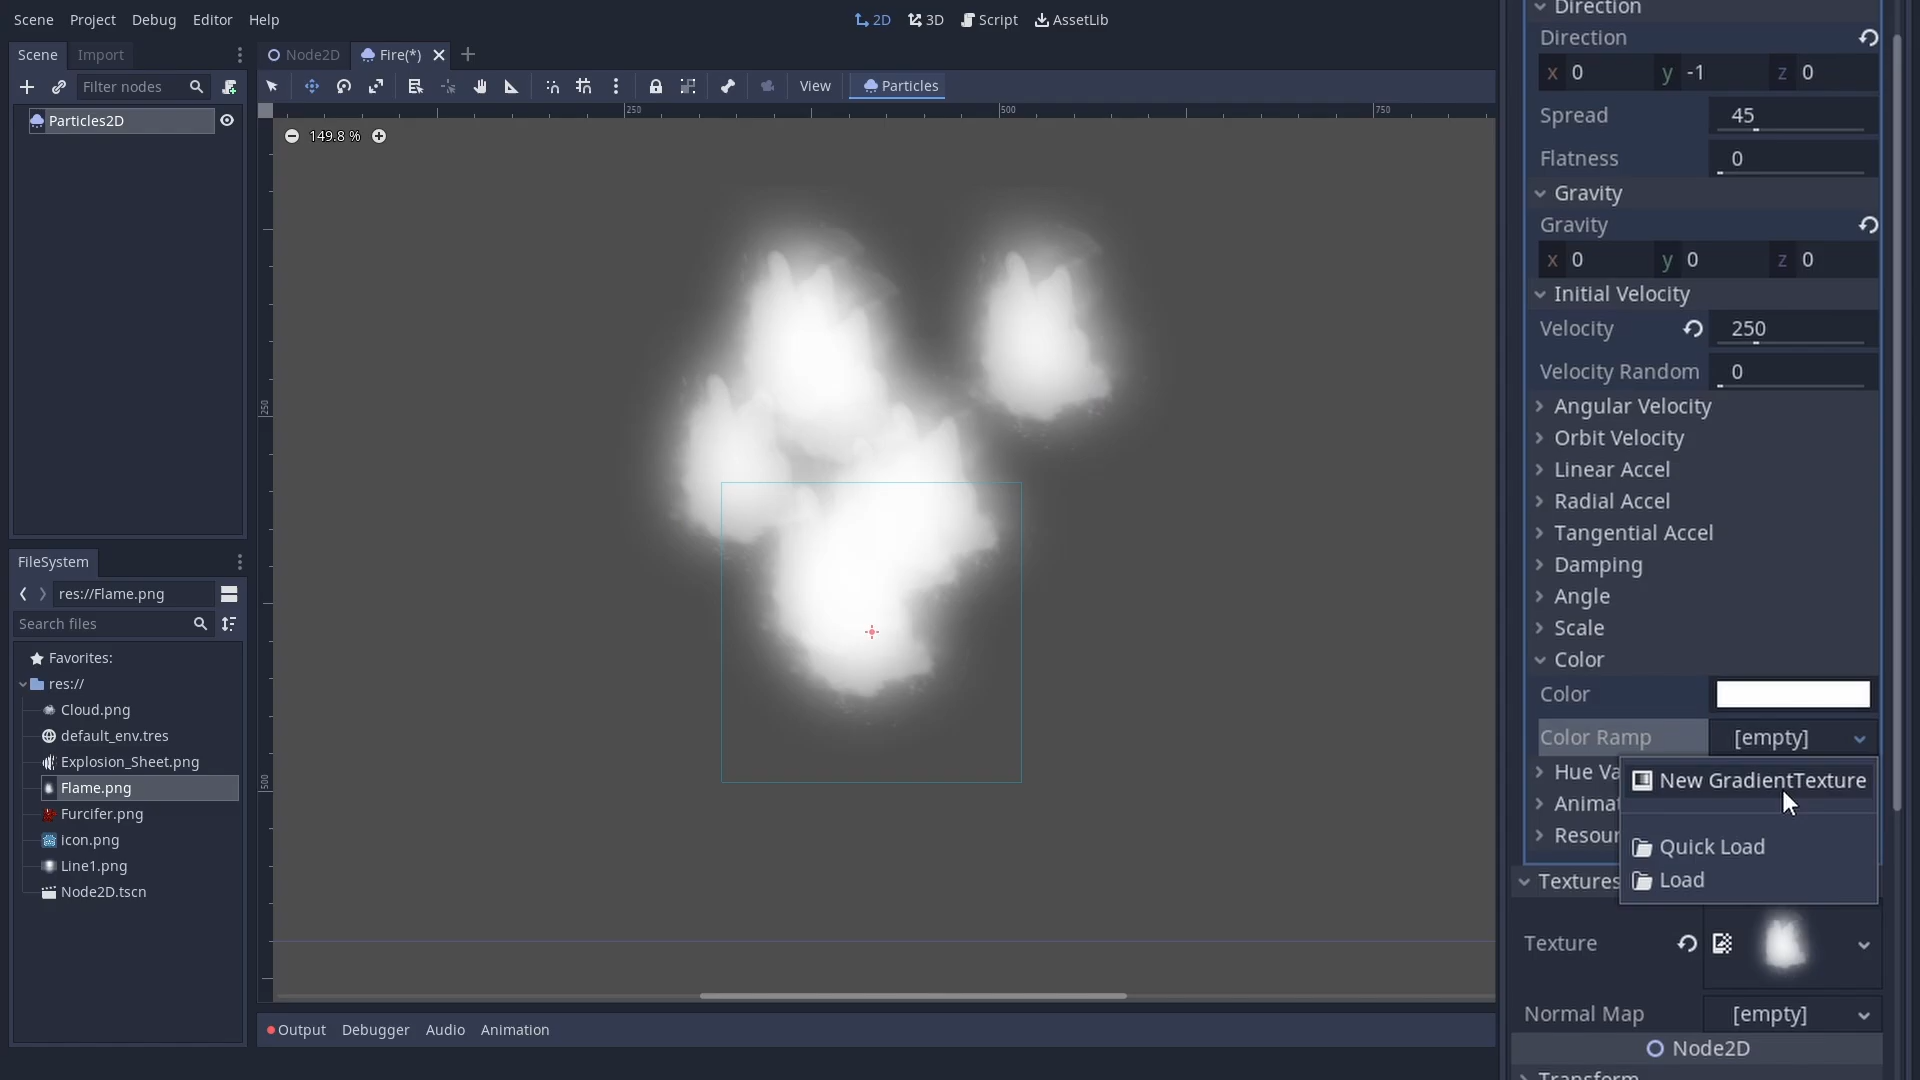 Scene Project Debug Editor Help
2D 3D Script AssetLib
Scene Import
Filter nodes
Particles2D
FileSystem
res://Flame.png
Search files
Favorites:
res://
Cloud.png
default_env.tres
Explosion_Sheet.png
Flame.png
Furcifer.png
icon.png
Line1.png
Node2D.tscn
Node2D Fire(*)
View Particles
250 500 750
149.8 %
250
500
Output Debugger Audio Animation
Direction
Direction
x 0 y -1 z 0
Spread 45
Flatness 0
Gravity
Gravity
x 0 y 0 z 0
Initial Velocity
Velocity 250
Velocity Random 0
Angular Velocity
Orbit Velocity
Linear Accel
Radial Accel
Tangential Accel
Damping
Angle
Scale
Color
Color
Color Ramp [empty]
New GradientTexture
Quick Load
Load
Hue Va
Animat
Resour
Textures
Texture
Normal Map [empty]
Node2D
Transform